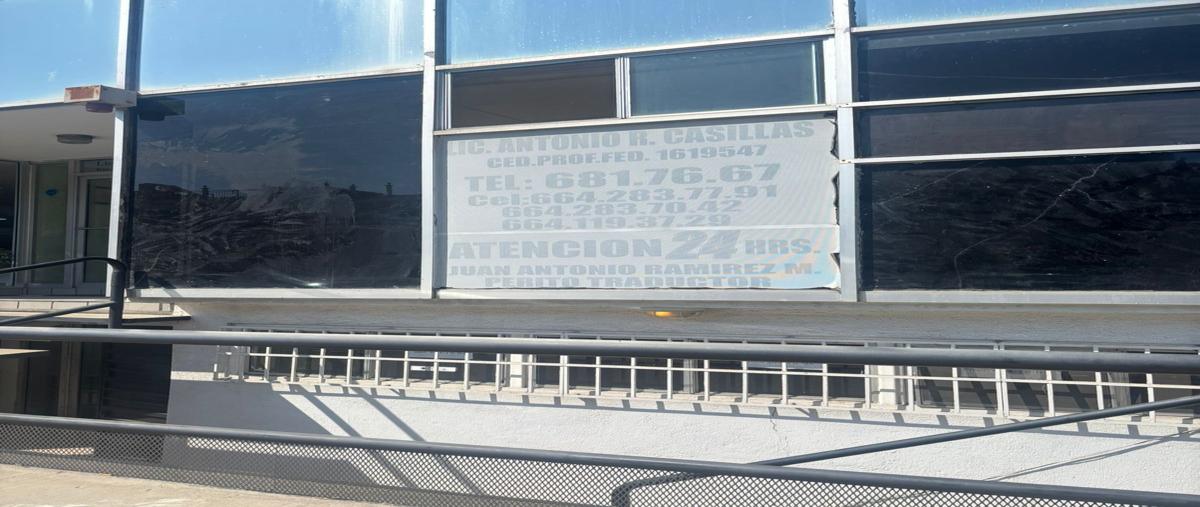 LIC. ANTONIO R. CASILLAS
CED.PROF.FED. 1619547
TEL: 681.76.67
Cel:664.283.77.91
664.283.70.42
664.119.37.29
ATENCION 24 HRS.
JUAN ANTONIO RAMIREZ M.
PERITO TRADUCTOR